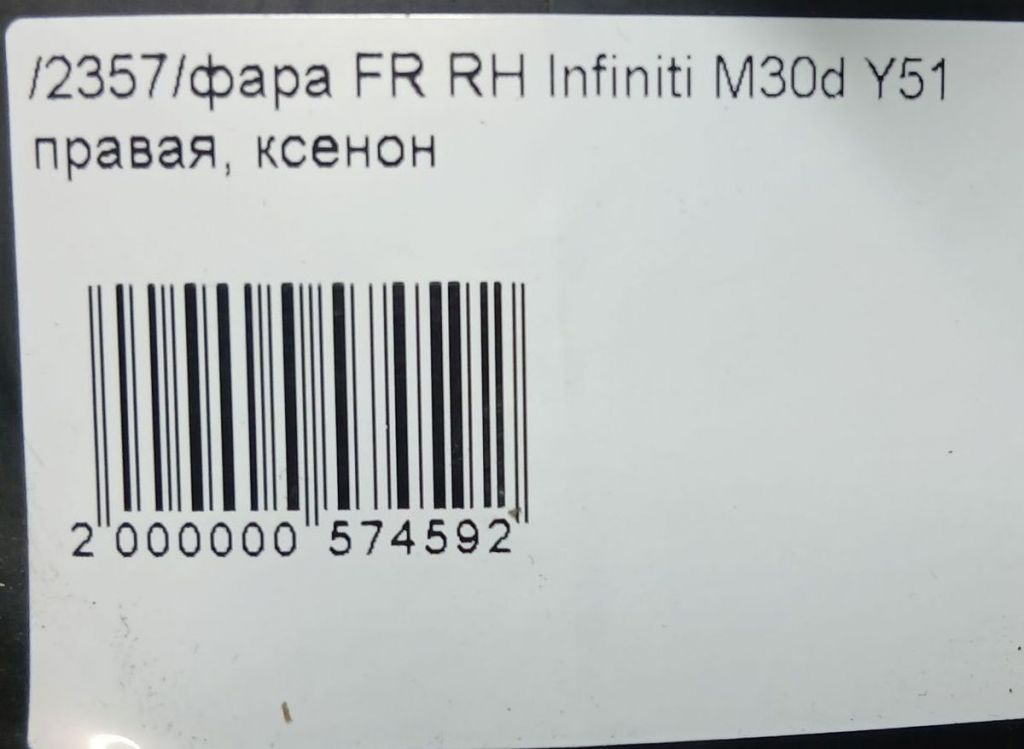 /2357/фара FR RH Infiniti M30d Y51
правая, ксенон
2 000000 574592